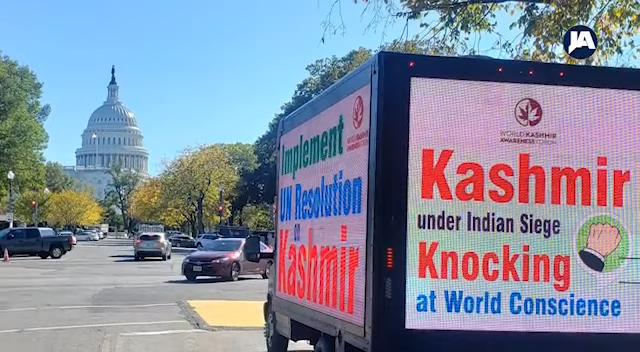 JA
Implement
UN Resolution
on
Kashmir
WORLD KASHMIR
AWARENESS FORUM
Kashmir
under Indian Siege
Knocking
at World Conscience